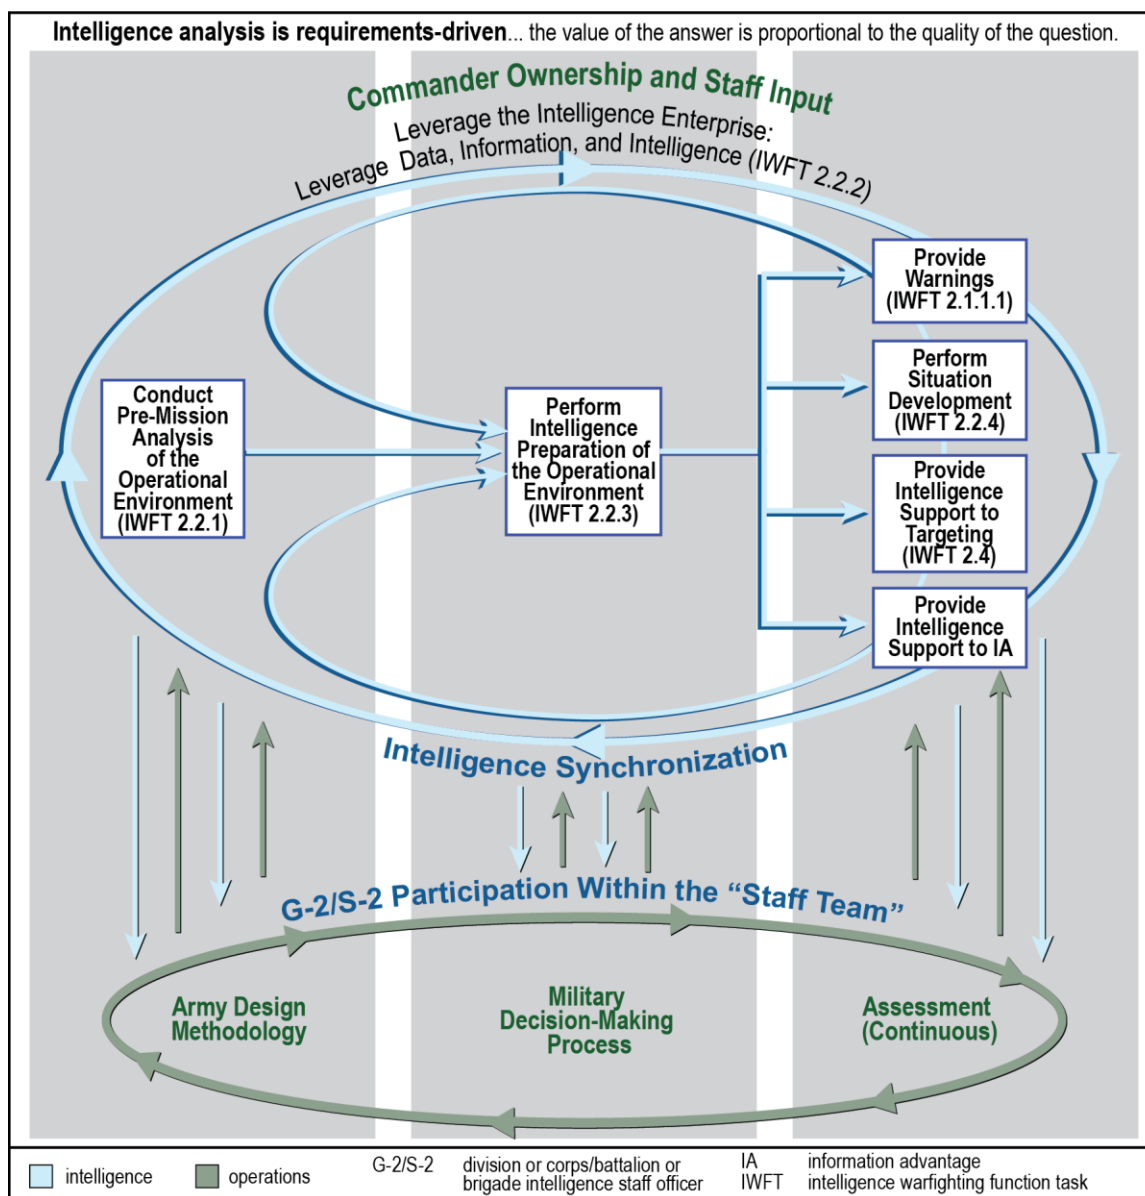 Intelligence analysis is requirements-driven... the value of the answer is proportional to the quality of the question.
Commander Ownership and Staff Input
Leverage the Intelligence Enterprise:
Leverage Data, Information, and Intelligence (IWFT 2.2.2)
Conduct
Pre-Mission
Analysis
of the
Operational
Environment
(IWFT 2.2.1)
Perform
Intelligence
Preparation of
the Operational
Environment
(IWFT 2.2.3)
Provide
Warnings
(IWFT 2.1.1.1)
Perform
Situation
Development
(IWFT 2.2.4)
Provide
Intelligence
Support to
Targeting
(IWFT 2.4)
Provide
Intelligence
Support to IA
Intelligence Synchronization
G-2/S-2 Participation Within the “Staff Team”
Army Design
Methodology
Military
Decision-Making
Process
Assessment
(Continuous)
intelligence
operations
G-2/S-2 division or corps/battalion or
brigade intelligence staff officer
IA information advantage
IWFT intelligence warfighting function task